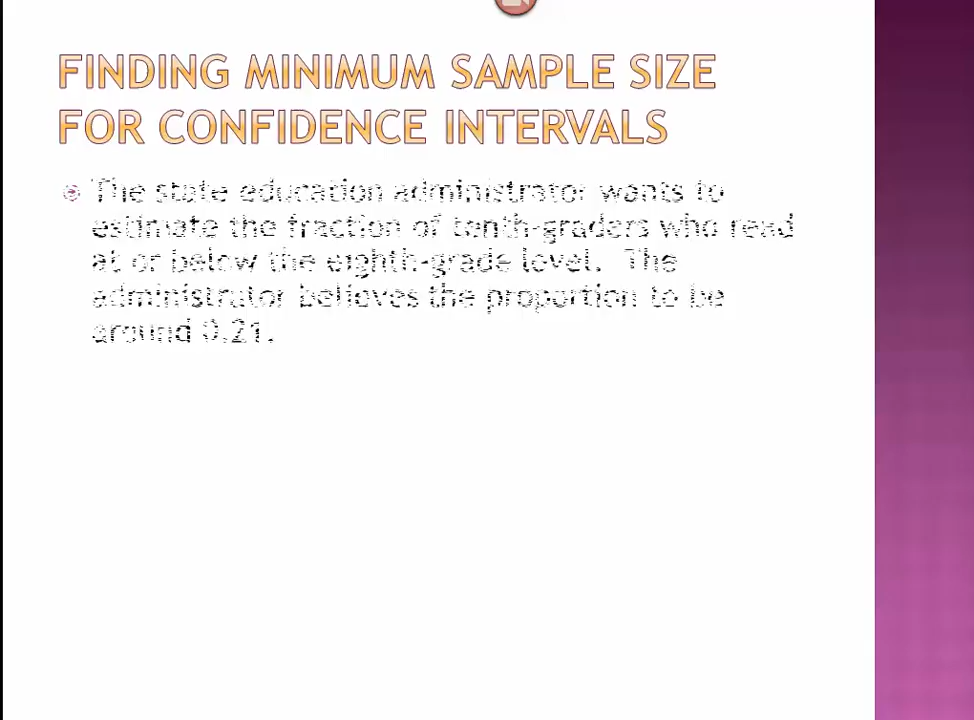 FINDING MINIMUM SAMPLE SIZE
FOR CONFIDENCE INTERVALS
The state education administrator wants to
estimate the fraction of tenth-graders who read
at or below the eighth-grade level. The
administrator believes the proportion to be
around 0.21.